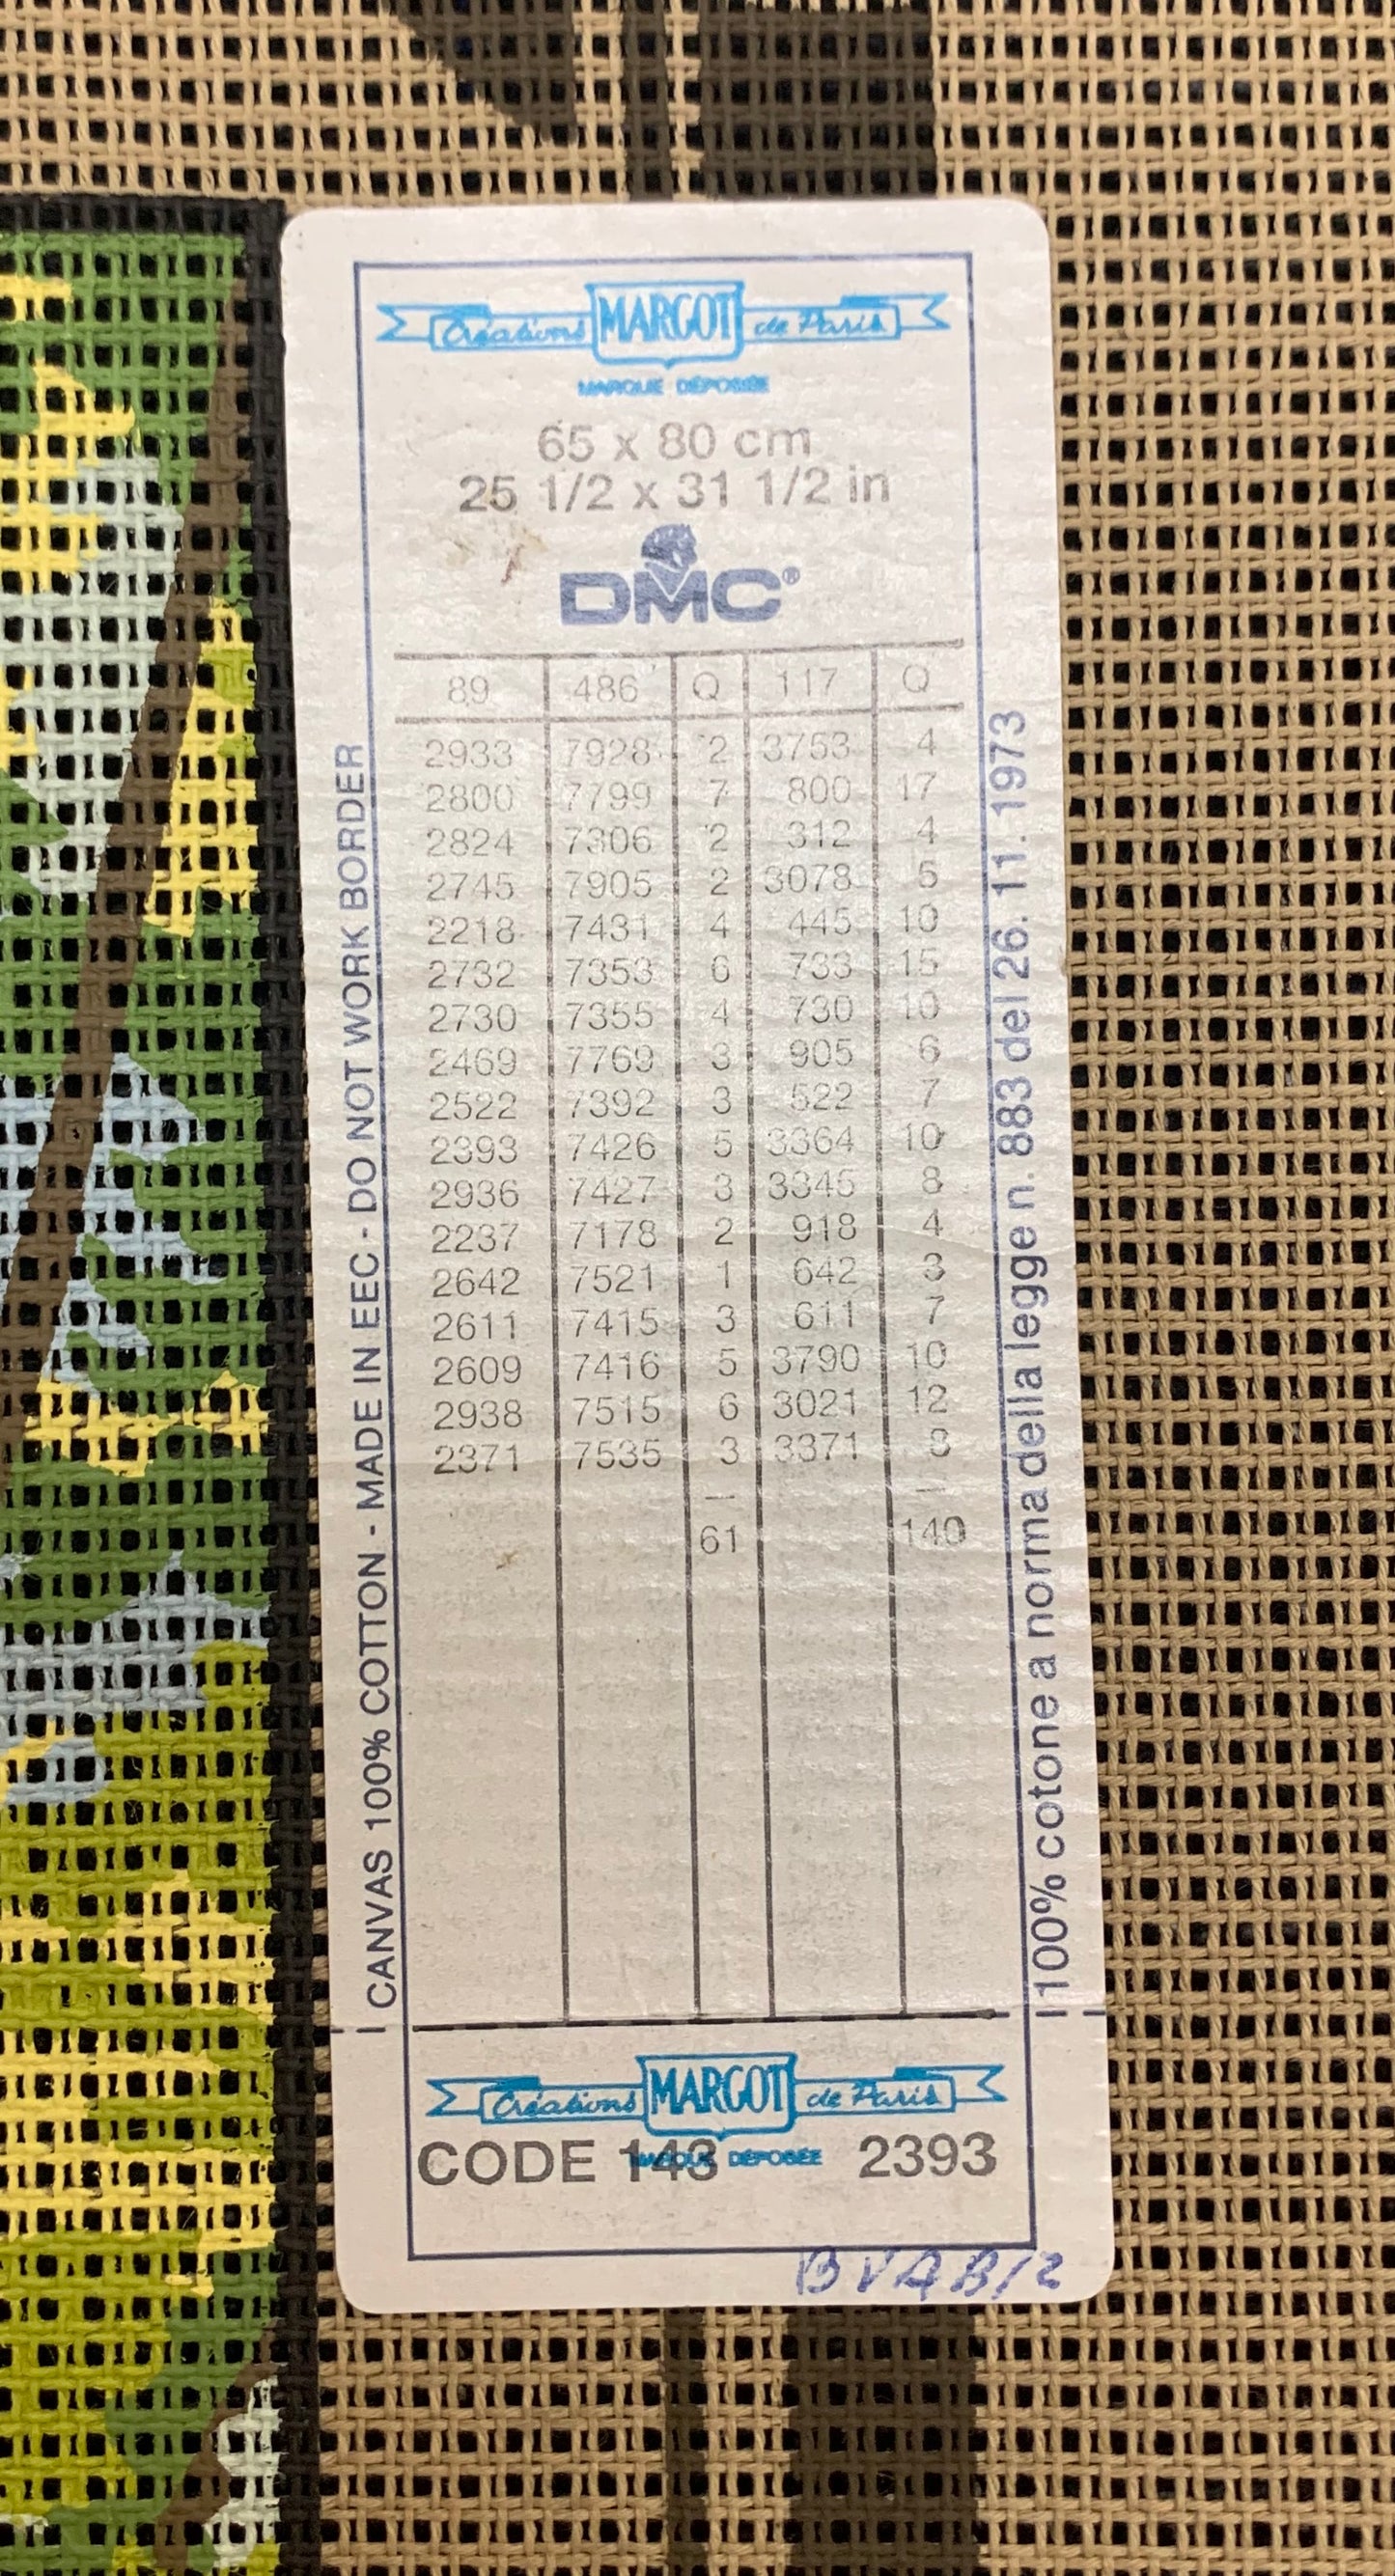 Créations MARGOT de Paris
MARQUE DÉPOSÉE
65 x 80 cm
25 1/2 x 31 1/2 in
DMC®
89 486 Q 117 Q
2933 7928 2 3753 4
2800 7799 7 800 17
2824 7306 2 312 4
2745 7905 2 3078 5
2218 7431 4 445 10
2732 7353 6 733 15
2730 7355 4 730 10
2469 7769 3 905 6
2522 7392 3 522 7
2393 7426 5 3364 10
2936 7427 3 3345 8
2237 7178 2 918 4
2642 7521 1 642 3
2611 7415 3 611 7
2609 7416 5 3790 10
2938 7515 6 3021 12
2371 7535 3 3371 8
61 140
CANVAS 100% COTTON - MADE IN EEC - DO NOT WORK BORDER
100% cotone a norma della legge n. 883 del 26. 11. 1973
Créations MARGOT de Paris
MARQUE DÉPOSÉE
CODE 143 2393